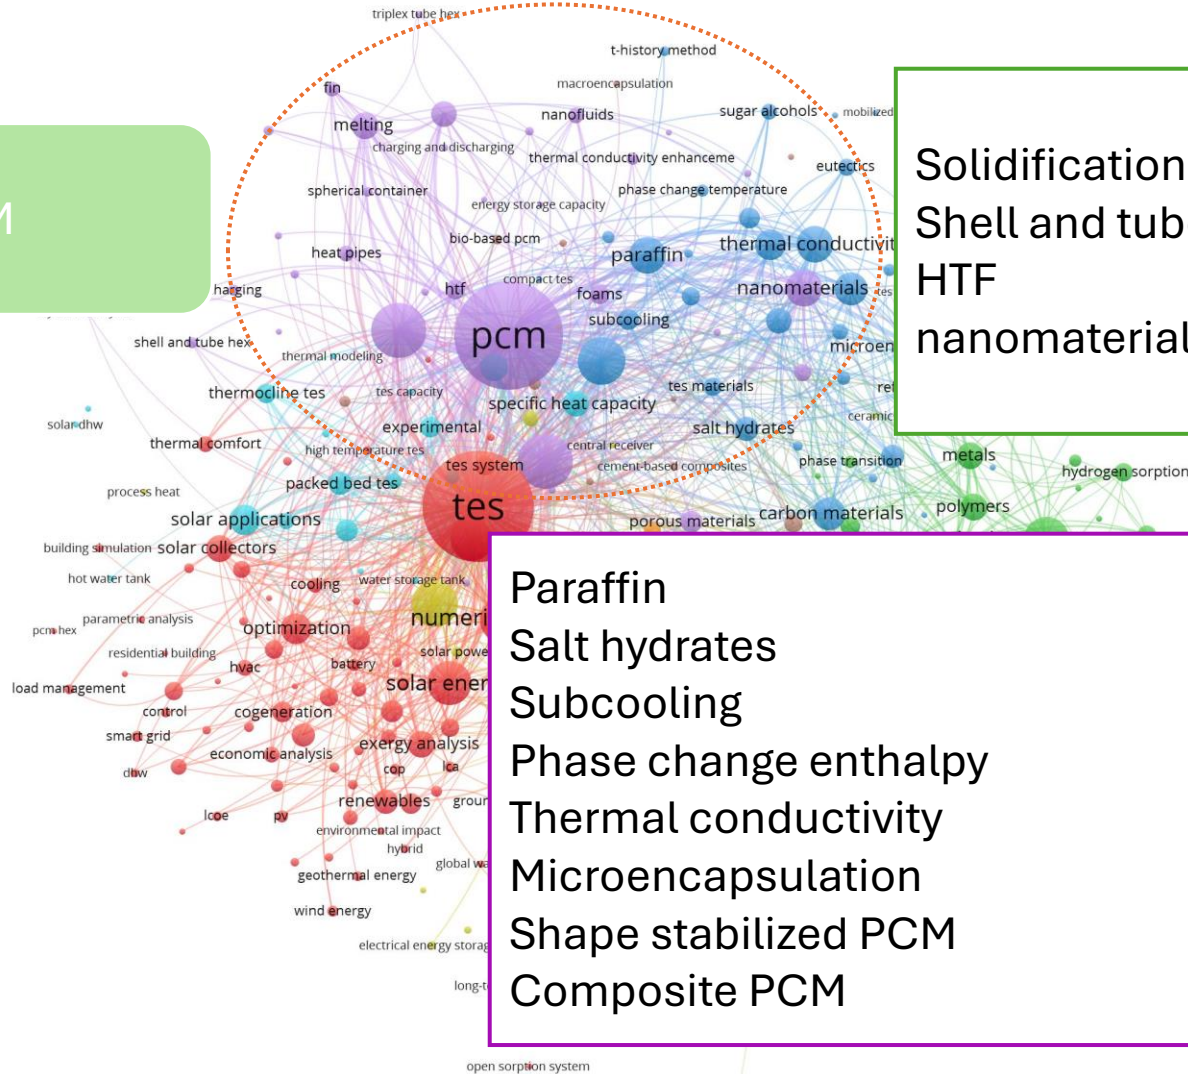 triplex tube hex
t-history method
macroencapsulation
fin
nanofluids
sugar alcohols
mobilized
melting
charging and discharging
thermal conductivity enhanceme
eutectics
spherical container
phase change temperature
energy storage capacity
bio-based pcm
thermal conductivit
heat pipes
paraffin
compact tes
htf
foams
nanomaterials
tes
harging
subcooling
pcm
shell and tube hex
microen
thermal modeling
thermocline tes
tes capacity
tes materials
ref
specific heat capacity
solar dhw
experimental
salt hydrates
ceramic
thermal comfort
high temperature tes
central receiver
tes system
cement-based composites
phase transition
metals
hydrogen sorption
process heat
packed bed tes
tes
solar applications
porous materials
carbon materials
polymers
building simulation
solar collectors
hot water tank
cooling
water storage tank
parametric analysis
numeri
pcm hex
optimization
residential building
hvac
battery
solar powe
load management
solar ener
control
cogeneration
smart grid
economic analysis
exergy analysis
dhw
cop
lca
renewables
groun
lcoe
pv
environmental impact
hybrid
global wa
geothermal energy
wind energy
electrical energy storag
long-t
open sorption system
M
Solidification
Shell and tub
HTF
nanomaterial
Paraffin
Salt hydrates
Subcooling
Phase change enthalpy
Thermal conductivity
Microencapsulation
Shape stabilized PCM
Composite PCM